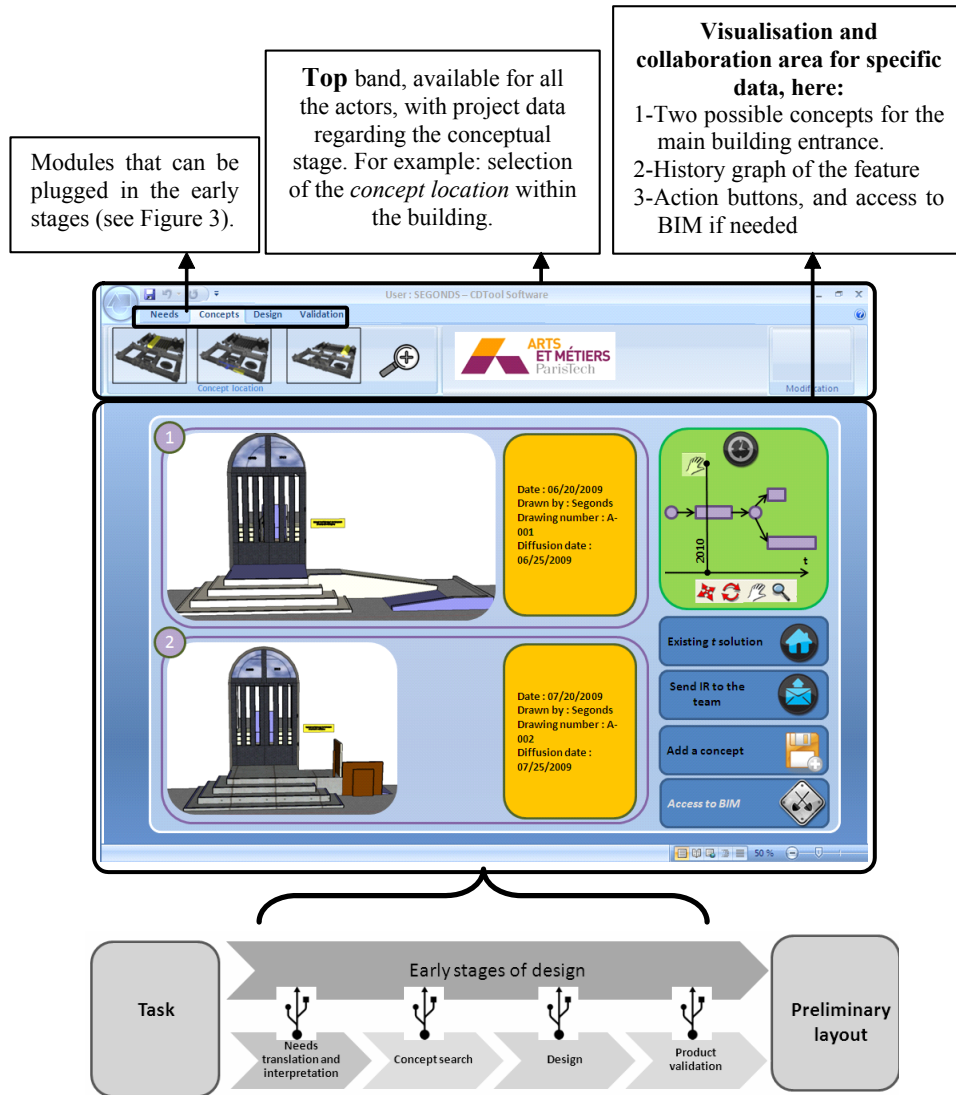 Modules that can be
plugged in the early
stages (see Figure 3).
Top band, available for all
the actors, with project data
regarding the conceptual
stage. For example: selection
of the concept location within
the building.
Visualisation and
collaboration area for specific
data, here:
1-Two possible concepts for the
main building entrance.
2-History graph of the feature
3-Action buttons, and access to
BIM if needed
User : SEGONDS – CDTool Software
Needs Concepts Design Validation
Concept location
ARTS
ET MÉTIERS
ParisTech
Modification
1
Date : 06/20/2009
Drawn by : Segonds
Drawing number : A-
001
Diffusion date :
06/25/2009
2010
t
2
Date : 07/20/2009
Drawn by : Segonds
Drawing number : A-
002
Diffusion date :
07/25/2009
Existing t solution
Send IR to the
team
Add a concept
Access to BIM
50 %
Task
Early stages of design
Needs
translation and
interpretation
Concept search
Design
Product
validation
Preliminary
layout